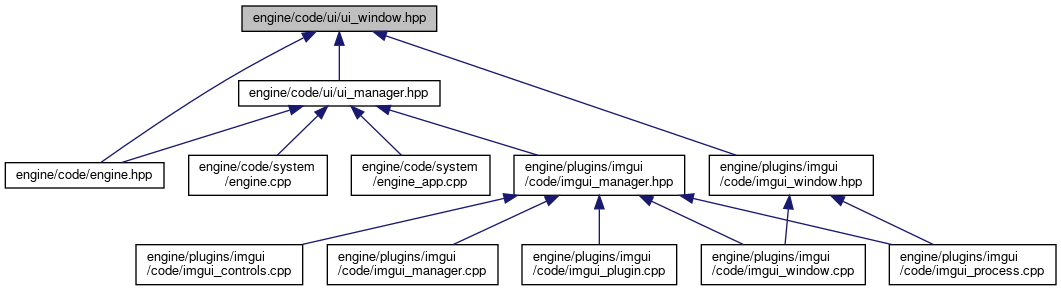 engine/code/ui/ui_window.hpp
engine/code/ui/ui_manager.hpp
engine/code/engine.hpp
engine/code/system
/engine.cpp
engine/code/system
/engine_app.cpp
engine/plugins/imgui
/code/imgui_manager.hpp
engine/plugins/imgui
/code/imgui_window.hpp
engine/plugins/imgui
/code/imgui_controls.cpp
engine/plugins/imgui
/code/imgui_manager.cpp
engine/plugins/imgui
/code/imgui_plugin.cpp
engine/plugins/imgui
/code/imgui_window.cpp
engine/plugins/imgui
/code/imgui_process.cpp